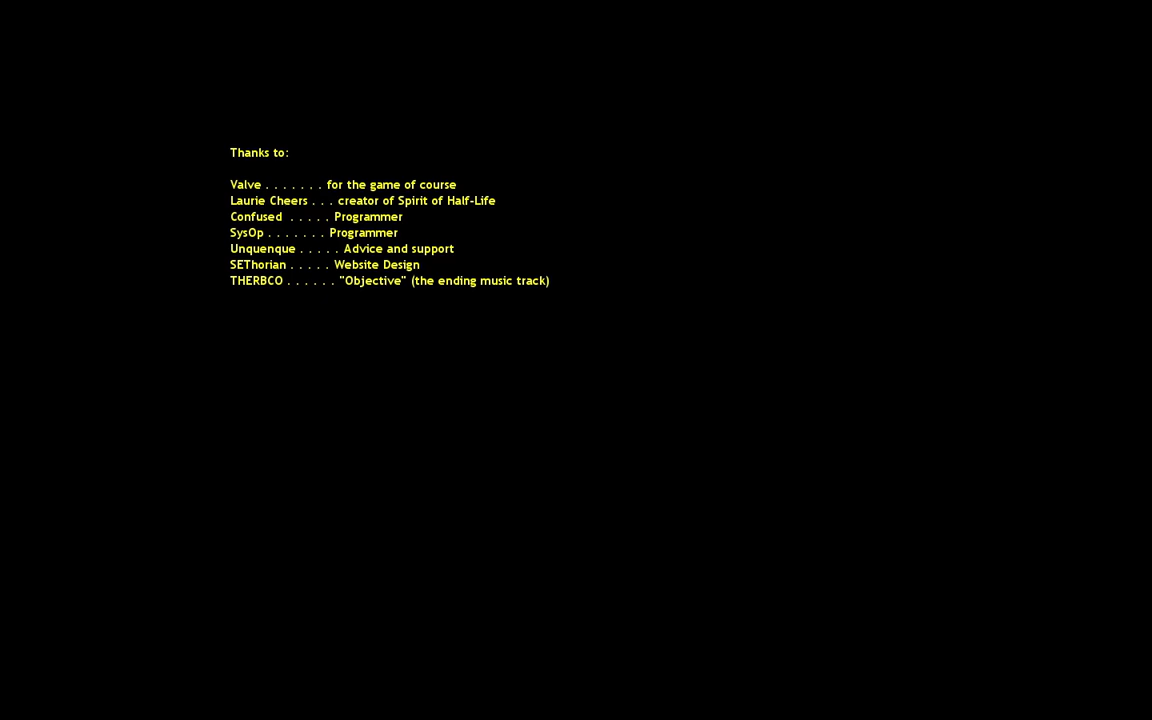 Thanks to:
Valve . . . . . . . for the game of course
Laurie Cheers . . . creator of Spirit of Half-Life
Confused  . . . . . Programmer
SysOp . . . . . . . Programmer
Unquenque . . . . . Advice and support
SEThorian . . . . . Website Design
THERBCO . . . . . . "Objective" (the ending music track)